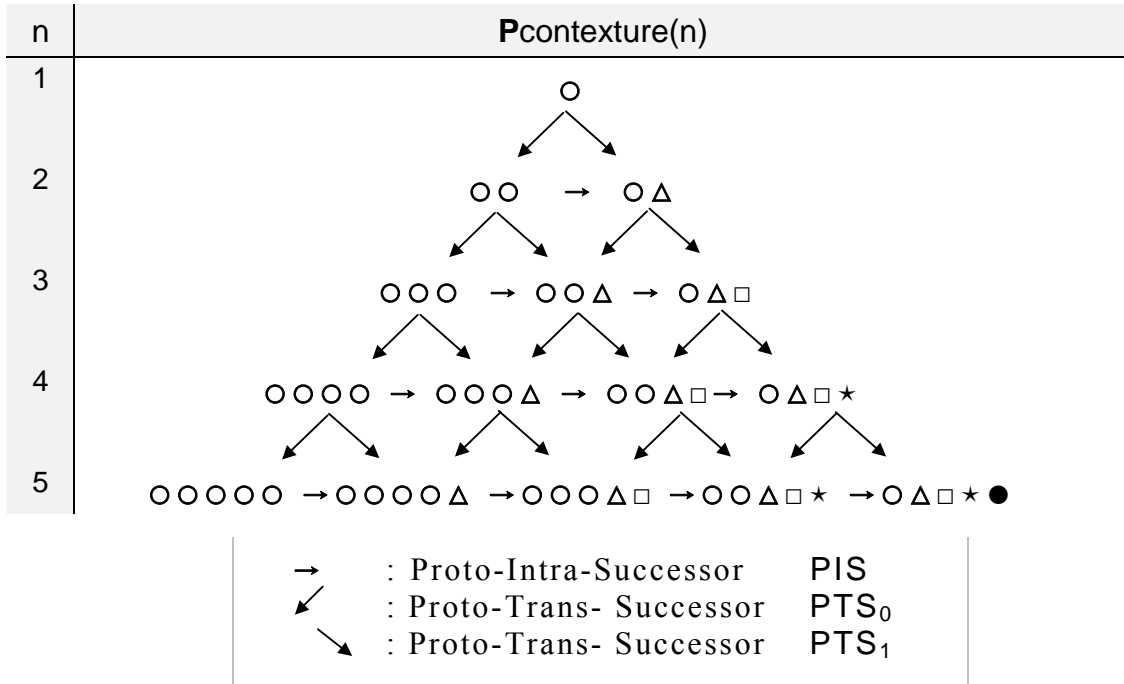 n Pcontexture(n)
1
○
2
○ ○ → ○ △
3
○ ○ ○ → ○ ○ △ → ○ △ □
4
○ ○ ○ ○ → ○ ○ ○ △ → ○ ○ △ □ → ○ △ □ ★
5
○ ○ ○ ○ ○ → ○ ○ ○ ○ △ → ○ ○ ○ △ □ → ○ ○ △ □ ★ → ○ △ □ ★ ●
→ : Proto-Intra-Successor PIS
↙ : Proto-Trans- Successor PTS₀
↘ : Proto-Trans- Successor PTS₁